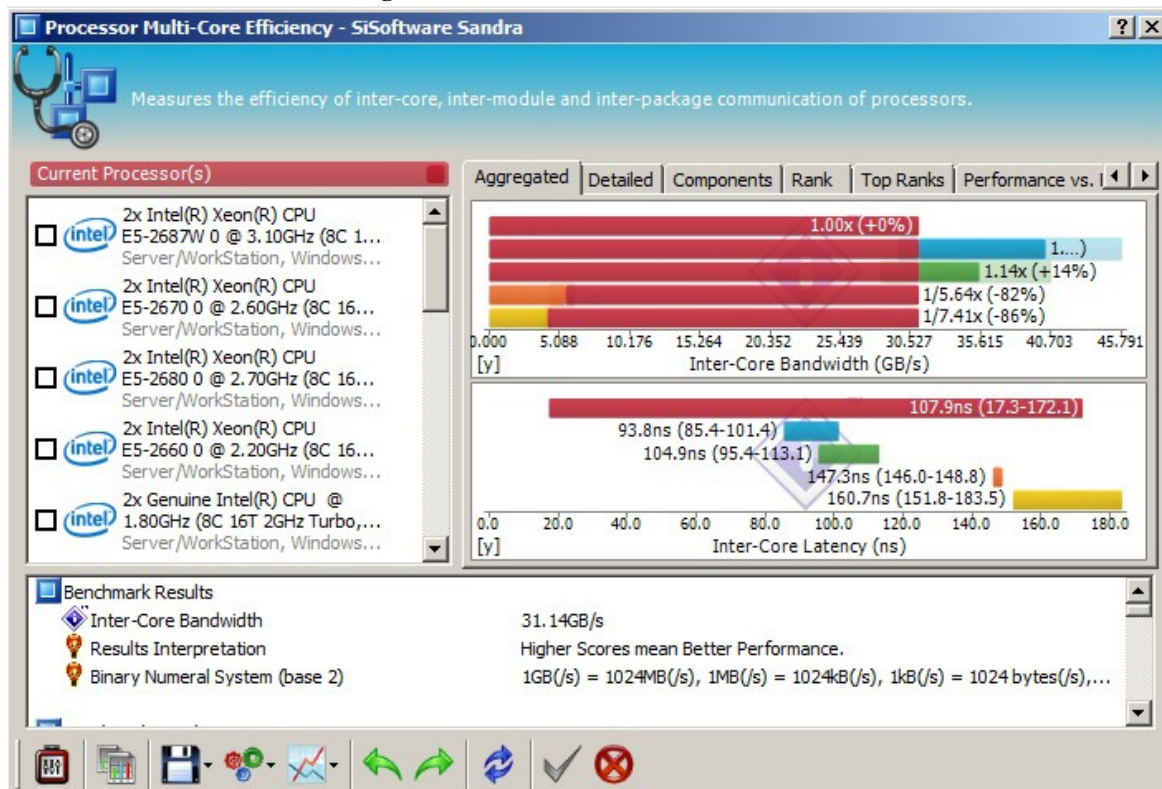 Processor Multi-Core Efficiency - SiSoftware Sandra
Measures the efficiency of inter-core, inter-module and inter-package communication of processors.
Current Processor(s)
2x Intel(R) Xeon(R) CPU
E5-2687W 0 @ 3.10GHz (8C 1...
Server/WorkStation, Windows...
2x Intel(R) Xeon(R) CPU
E5-2670 0 @ 2.60GHz (8C 16...
Server/WorkStation, Windows...
2x Intel(R) Xeon(R) CPU
E5-2680 0 @ 2.70GHz (8C 16...
Server/WorkStation, Windows...
2x Intel(R) Xeon(R) CPU
E5-2660 0 @ 2.20GHz (8C 16...
Server/WorkStation, Windows...
2x Genuine Intel(R) CPU @
1.80GHz (8C 16T 2GHz Turbo,...
Server/WorkStation, Windows...
Aggregated Detailed Components Rank Top Ranks Performance vs.
1.00x (+0%)
1....)
1.14x (+14%)
1/5.64x (-82%)
1/7.41x (-86%)
0.000 5.088 10.176 15.264 20.352 25.439 30.527 35.615 40.703 45.791
[y] Inter-Core Bandwidth (GB/s)
107.9ns (17.3-172.1)
93.8ns (85.4-101.4)
104.9ns (95.4-113.1)
147.3ns (146.0-148.8)
160.7ns (151.8-183.5)
0.0 20.0 40.0 60.0 80.0 100.0 120.0 140.0 160.0 180.0
[y] Inter-Core Latency (ns)
Benchmark Results
Inter-Core Bandwidth 31.14GB/s
Results Interpretation Higher Scores mean Better Performance.
Binary Numeral System (base 2) 1GB(/s) = 1024MB(/s), 1MB(/s) = 1024kB(/s), 1kB(/s) = 1024 bytes(/s),...